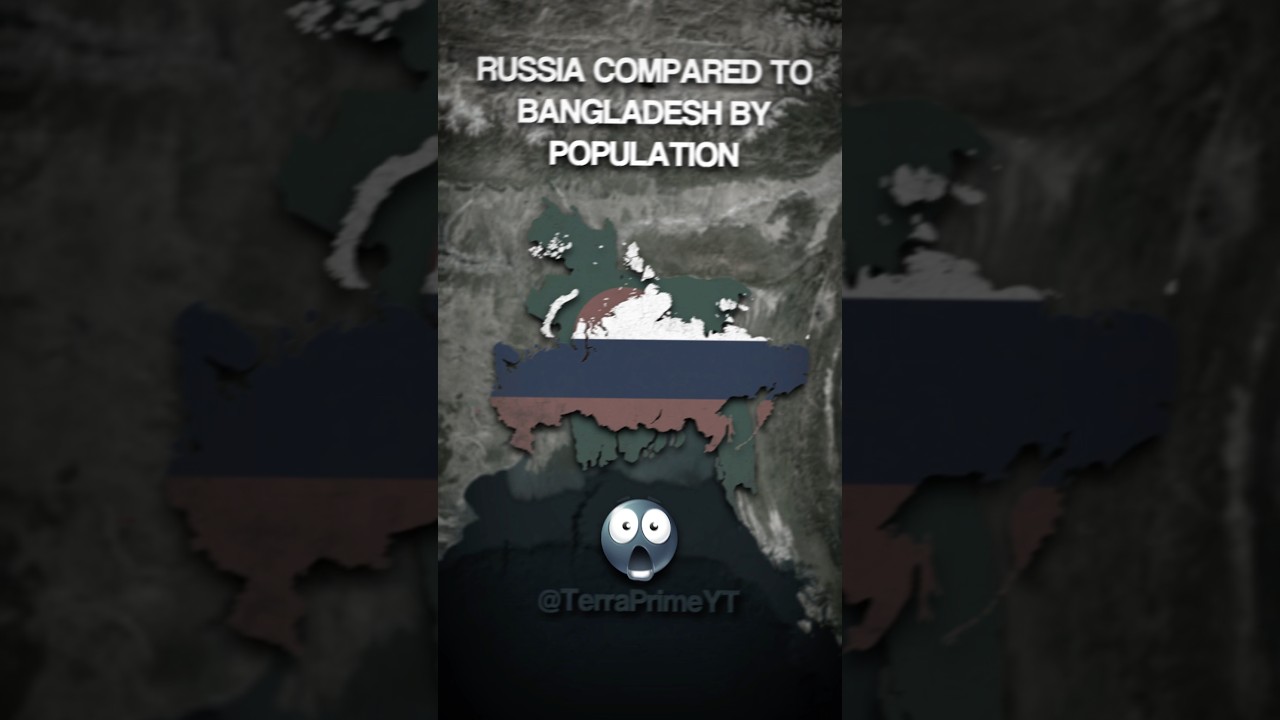 RUSSIA COMPARED TO
BANGLADESH BY
POPULATION
@TerraPrimeYT